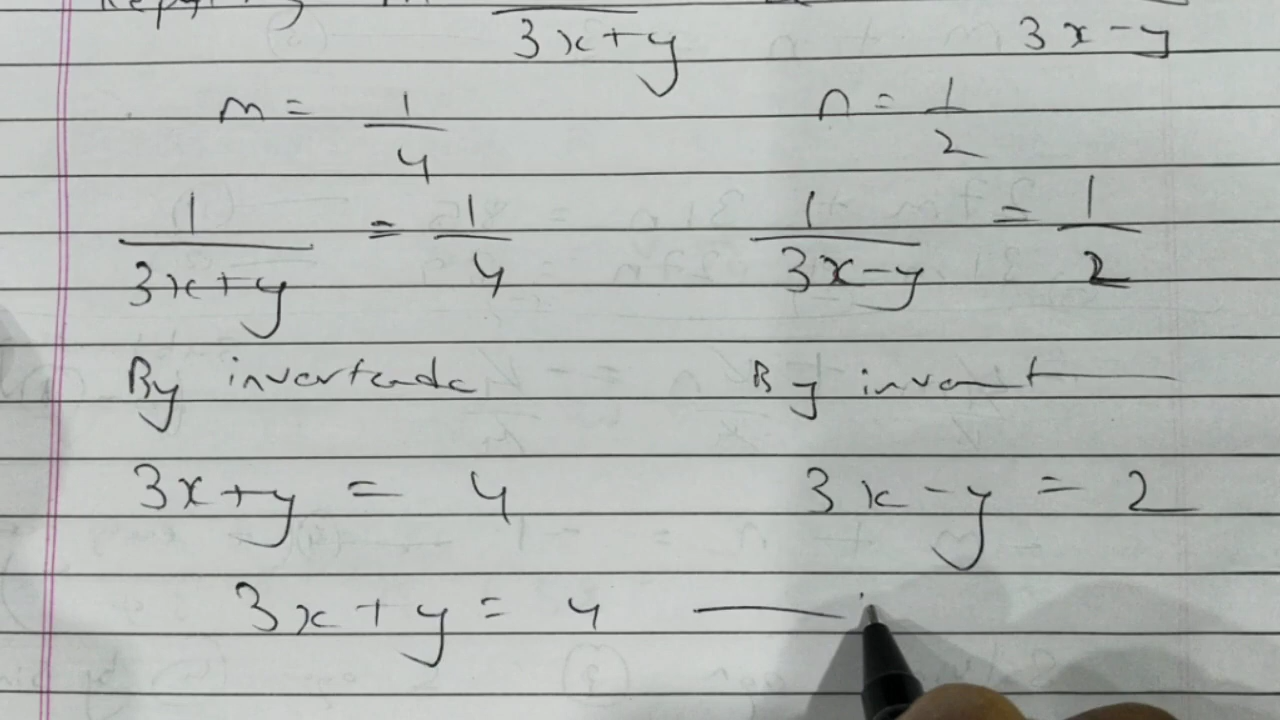 3x+y 3x-y
m = 1/4 n = 1/2
1/(3x+y) = 1/4 1/(3x-y) = 1/2
By invertendo By invert
3x+y = 4 3x-y = 2
3x+y = 4